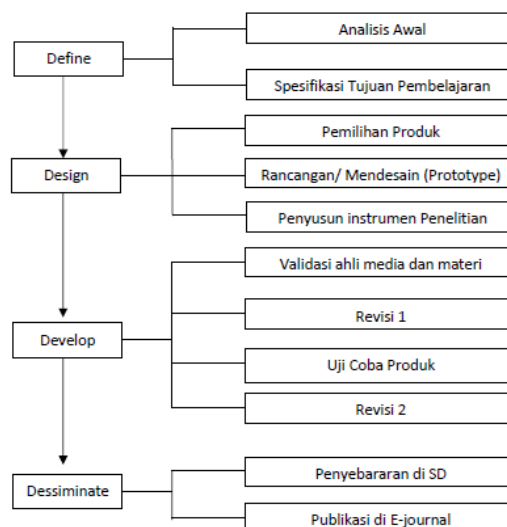 Analisis Awal
Define
Spesifikasi Tujuan Pembelajaran
Pemilihan Produk
Design
Rancangan/ Mendesain (Prototype)
Penyusun instrumen Penelitian
Validasi ahli media dan materi
Revisi 1
Develop
Uji Coba Produk
Revisi 2
Penyebararan di SD
Dessiminate
Publikasi di E-journal